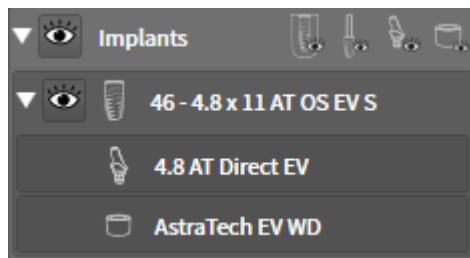 Implants
46 - 4.8 x 11 AT OS EV S
4.8 AT Direct EV
AstraTech EV WD